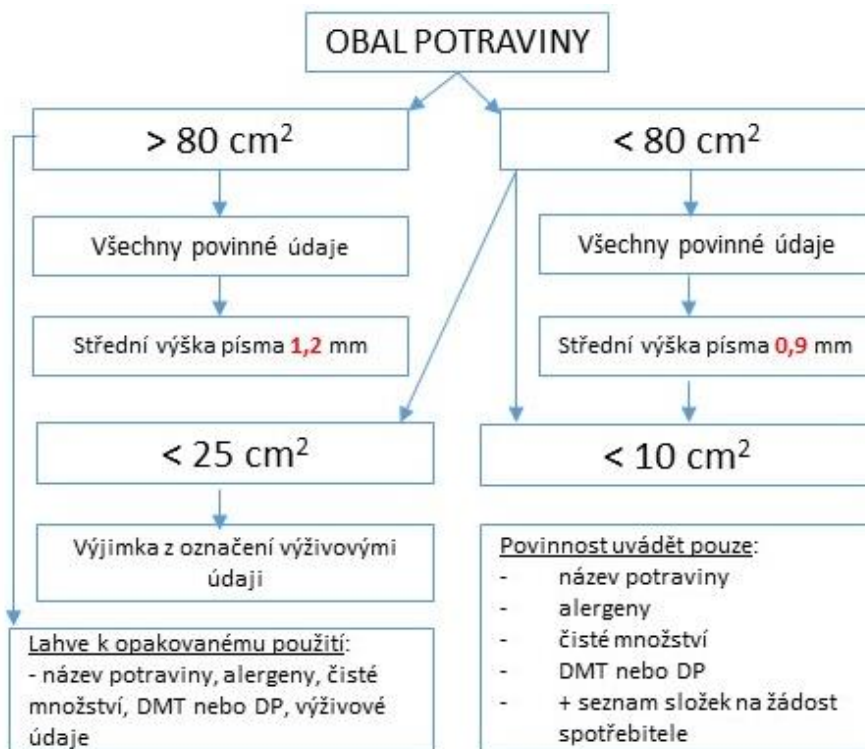 OBAL POTRAVINY
> 80 cm²
< 80 cm²
Všechny povinné údaje
Všechny povinné údaje
Střední výška písma 1,2 mm
Střední výška písma 0,9 mm
< 25 cm²
< 10 cm²
Výjimka z označení výživovými
údaji
Povinnost uvádět pouze:
- název potraviny
- alergeny
- čisté množství
- DMT nebo DP
- + seznam složek na žádost
spotřebitele
Lahve k opakovanému použití:
- název potraviny, alergeny, čisté
množství, DMT nebo DP, výživové
údaje